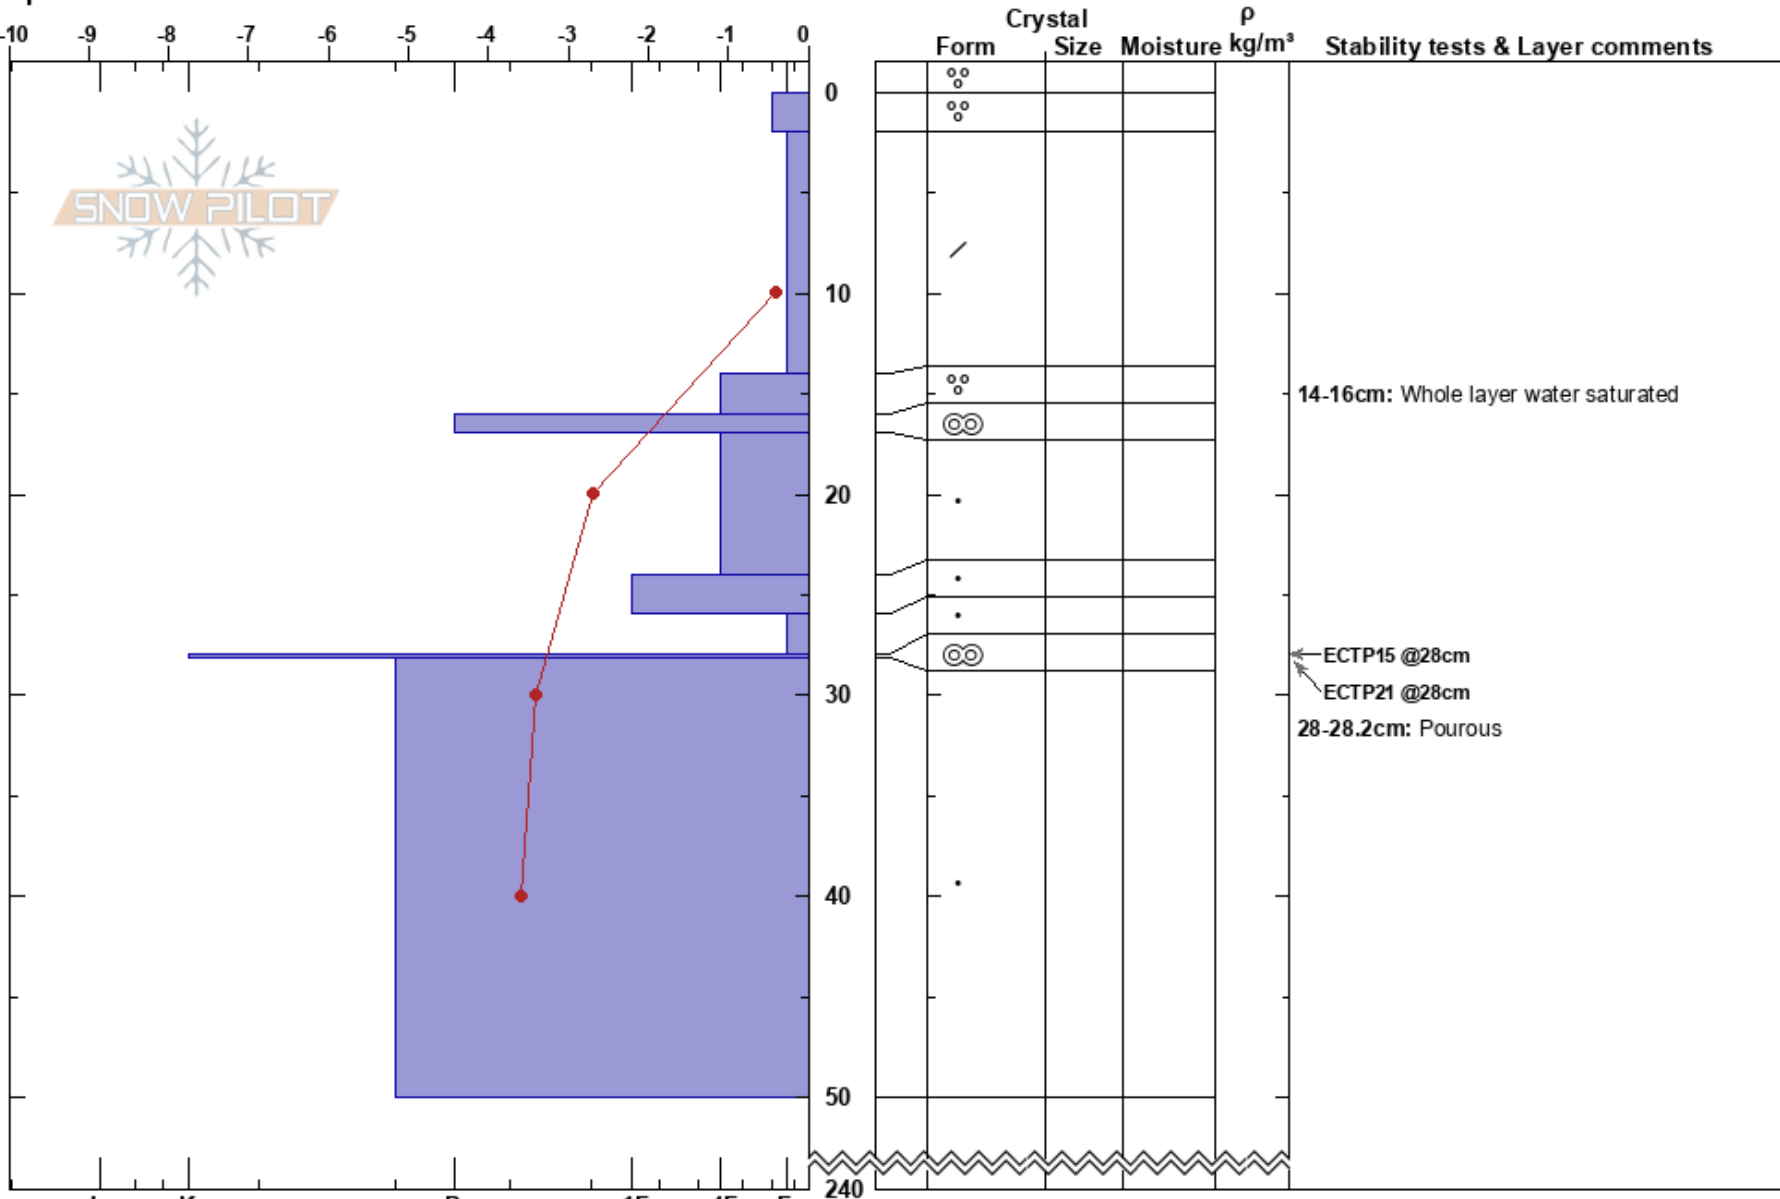 Crystal ρ
-10 -9 -8 -7 -6 -5 -4 -3 -2 -1 0
Form Size Moisture kg/m³ Stability tests & Layer comments
0
SNOW PILOT
10
14-16cm: Whole layer water saturated
20
ECTP15 @28cm
30 ECTP21 @28cm
28-28.2cm: Pourous
40
50
240